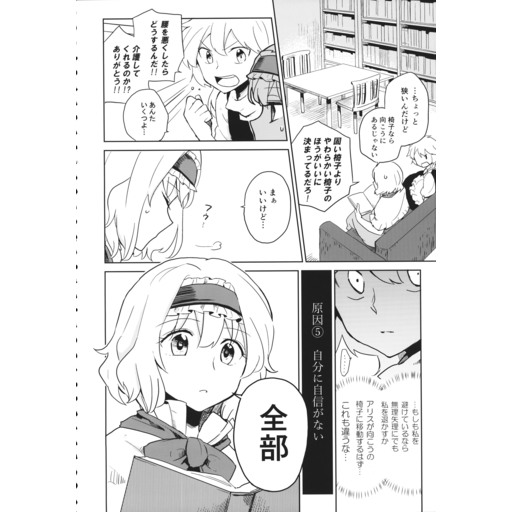 …ちょっと
狭いんだけど
椅子なら
向こうに
あるじゃない
固い椅子より
やわらかい椅子の
ほうがいいに
決まってるだろ！
腰を悪くしたら
どうするんだ！！
介護して
くれるのか！？
ありがとう！！
あんた
いくつよ…
まぁ
いいけど…
？？
…もしも私を
避けているなら
無理矢理にでも
私を退かすか
アリスが向こうの
椅子に移動するはず…
これも違うな…
原因⑤　自分に自信がない
全部